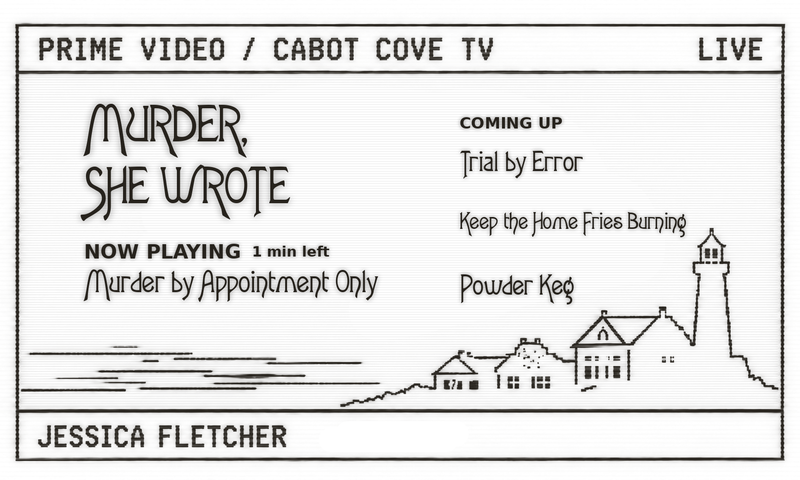 PRIME VIDEO / CABOT COVE TV
LIVE
MURDER,
SHE WROTE
NOW PLAYING 1 min left
Murder by Appointment Only
COMING UP
Trial by Error
Keep the Home Fries Burning
Powder Keg
JESSICA FLETCHER